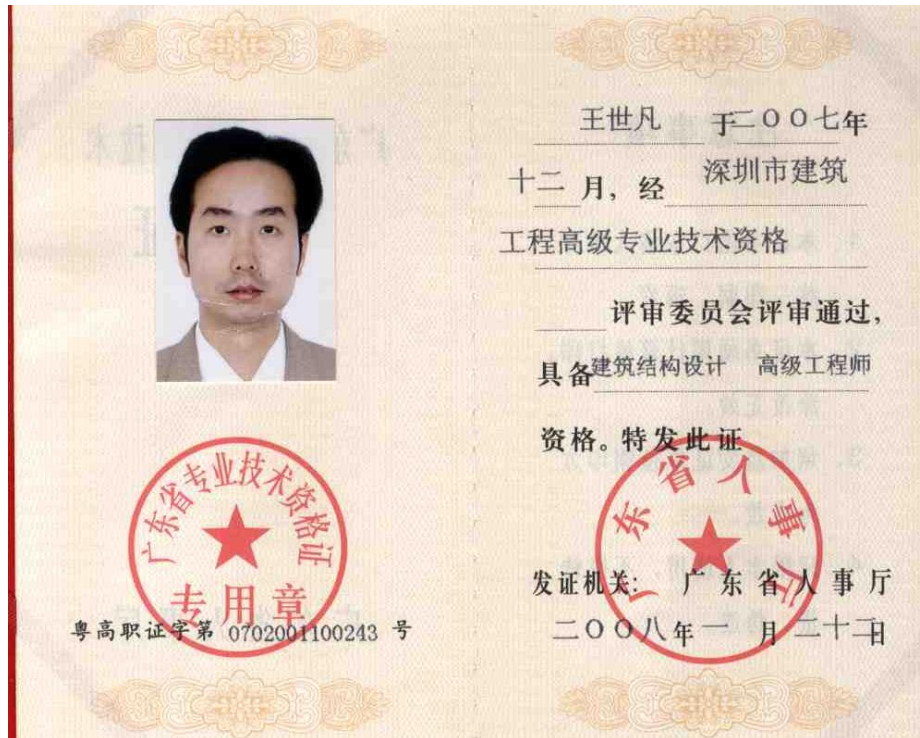 广东省专业技术资格证
专用章
粤高职证字第 0702001100243 号
王世凡 于二００七年
十二月，经 深圳市建筑
工程高级专业技术资格
评审委员会评审通过，
具备建筑结构设计 高级工程师
资格。特发此证
广东省人事厅
发证机关： 广东省人事厅
二００八年一月二十二日